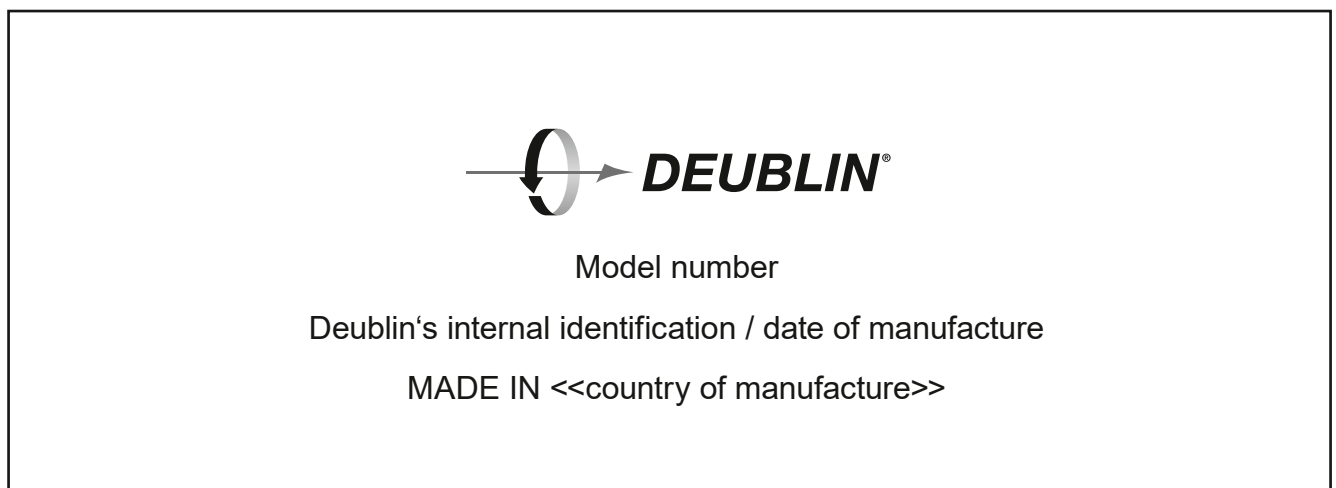 DEUBLIN®
Model number
Deublin‘s internal identification / date of manufacture
MADE IN <<country of manufacture>>